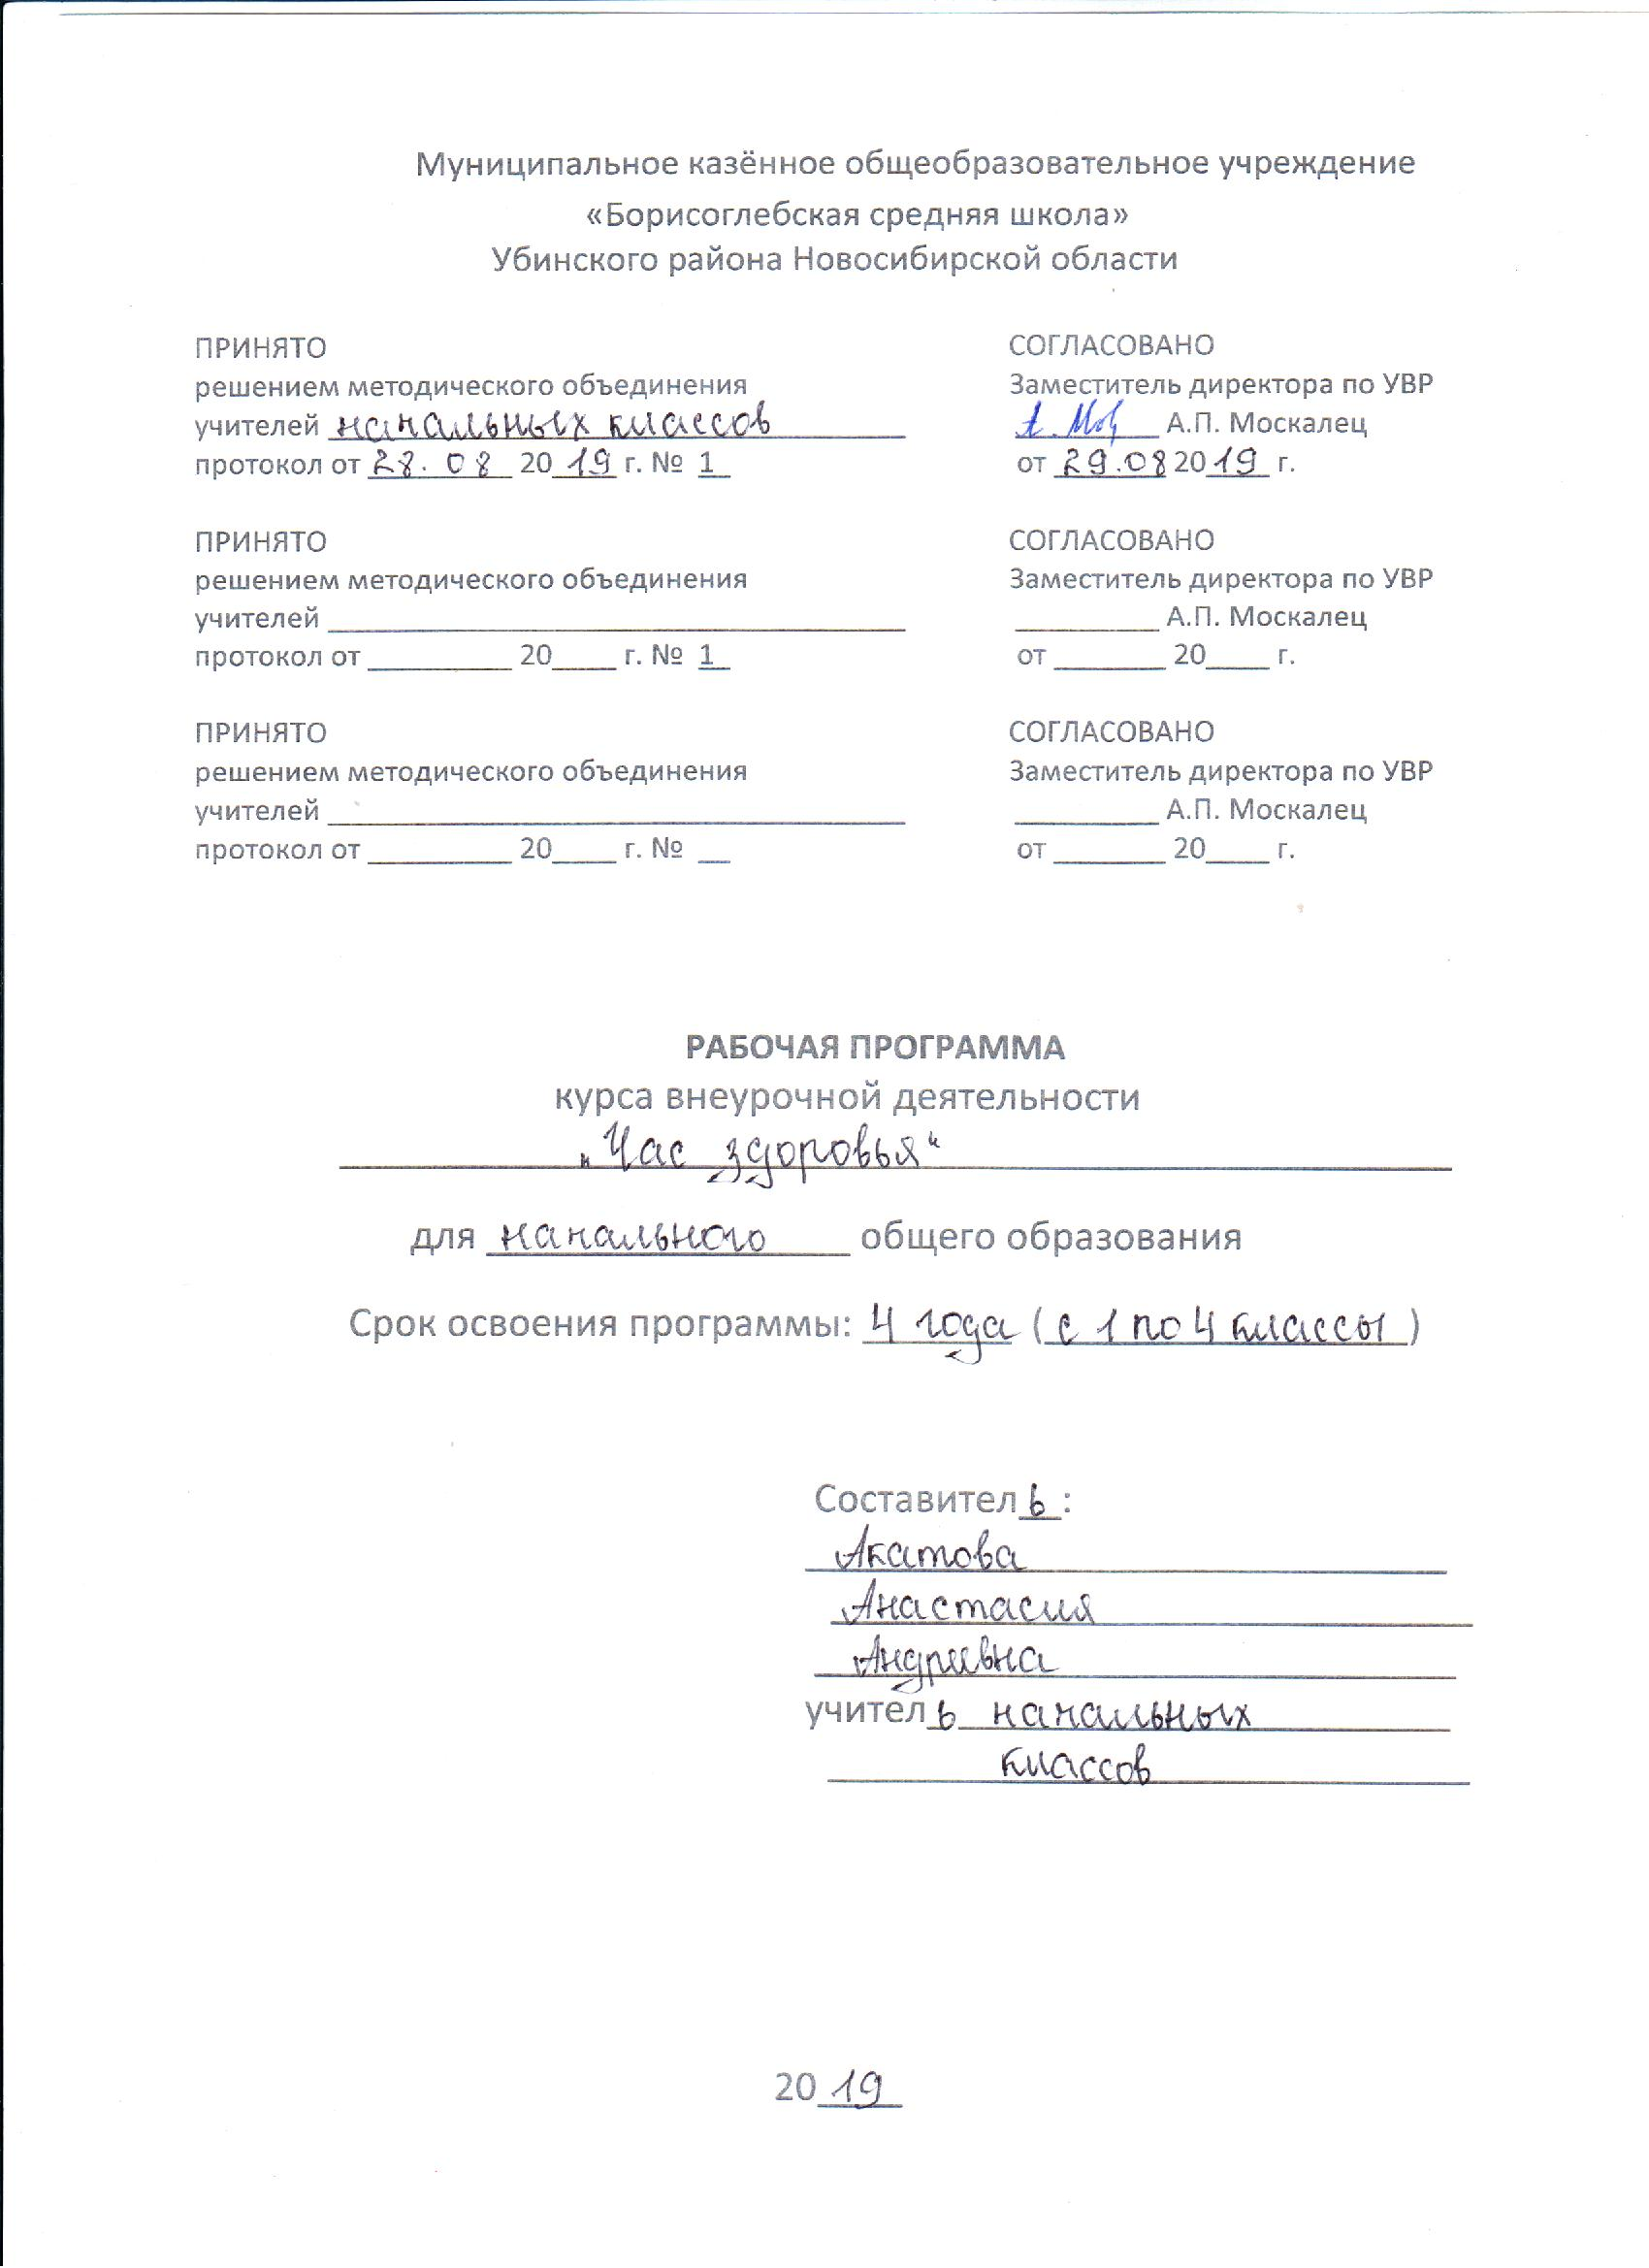 Муниципальное казённое общеобразовательное учреждение
«Борисоглебская средняя школа»
Убинского района Новосибирской области
ПРИНЯТО
решением методического объединения
учителей начальных классов
протокол от 28.08 2019 г. № 1
СОГЛАСОВАНО
Заместитель директора по УВР
А.П. Москалец
от 29.08 2019 г.
ПРИНЯТО
решением методического объединения
учителей
протокол от 20 г. № 1
СОГЛАСОВАНО
Заместитель директора по УВР
А.П. Москалец
от 20 г.
ПРИНЯТО
решением методического объединения
учителей
протокол от 20 г. №
СОГЛАСОВАНО
Заместитель директора по УВР
А.П. Москалец
от 20 г.
РАБОЧАЯ ПРОГРАММА
курса внеурочной деятельности
„Час здоровья“
для начального общего образования
Срок освоения программы: 4 года (с 1 по 4 классы)
Составитель:
Акатова
Анастасия
Андреевна
учитель начальных
классов
2019